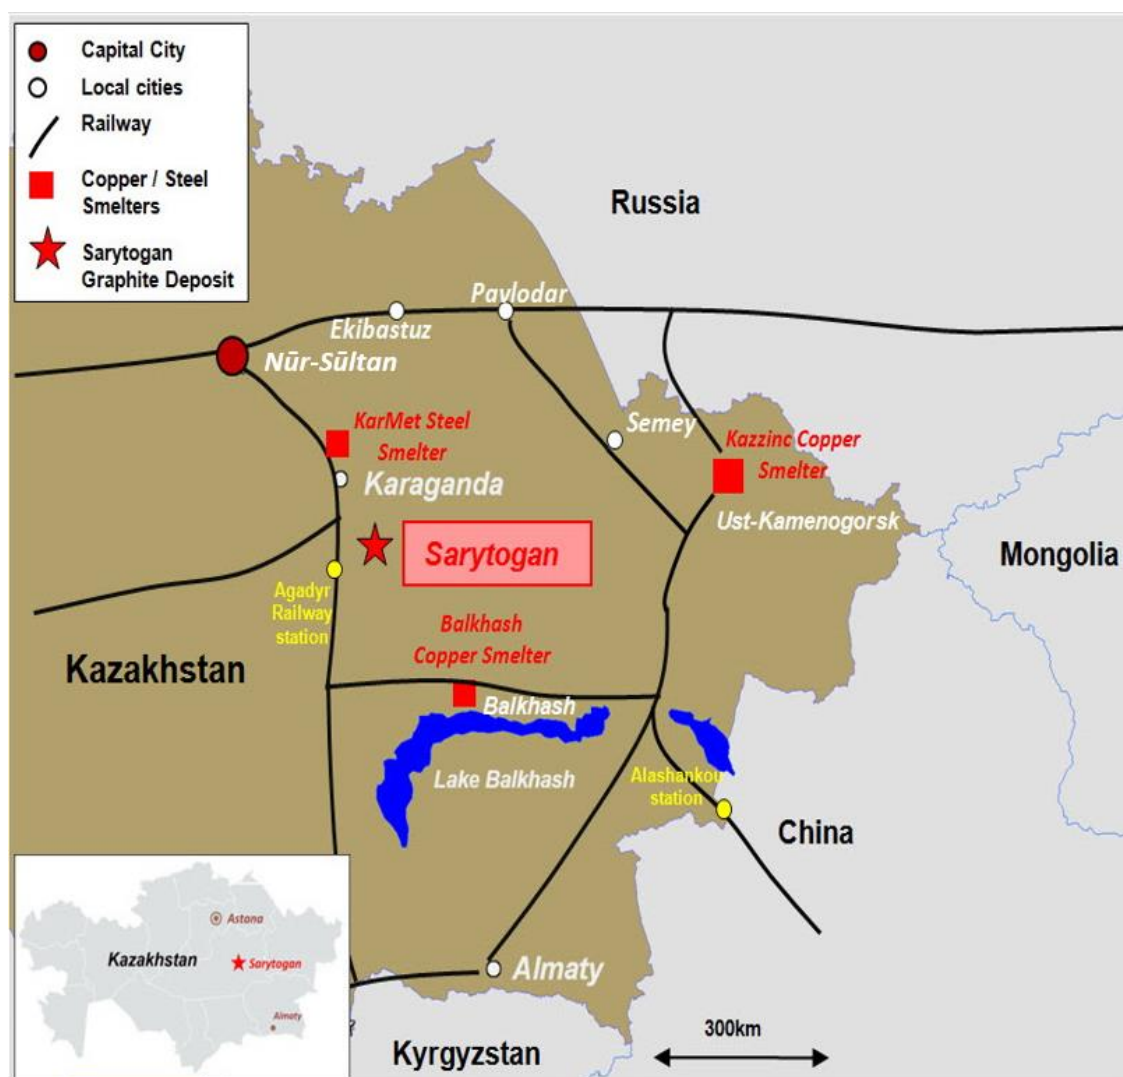 Capital City
Local cities
Railway
Copper / Steel
Smelters
Sarytogan
Graphite Deposit
Russia
Pavlodar
Ekibastuz
Nūr-Sūltan
KarMet Steel
Smelter
Semey
Kazzinc Copper
Smelter
Karaganda
Ust-Kamenogorsk
Sarytogan
Mongolia
Agadyr
Railway
station
Balkhash
Copper Smelter
Kazakhstan
Balkhash
Lake Balkhash
Alashankou
station
China
Astana
Kazakhstan
Sarytogan
Almaty
Almaty
300km
Kyrgyzstan